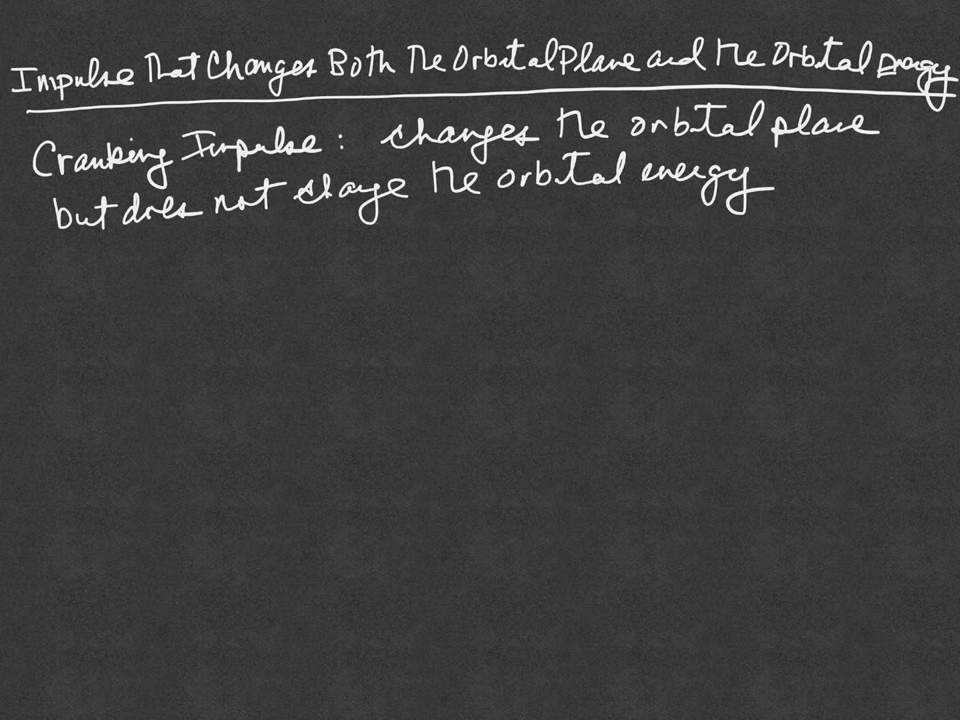 Impulse That Changes Both The Orbital Plane and the Orbital Energy
Cranking Impulse: changes the orbital plane
but does not change the orbital energy